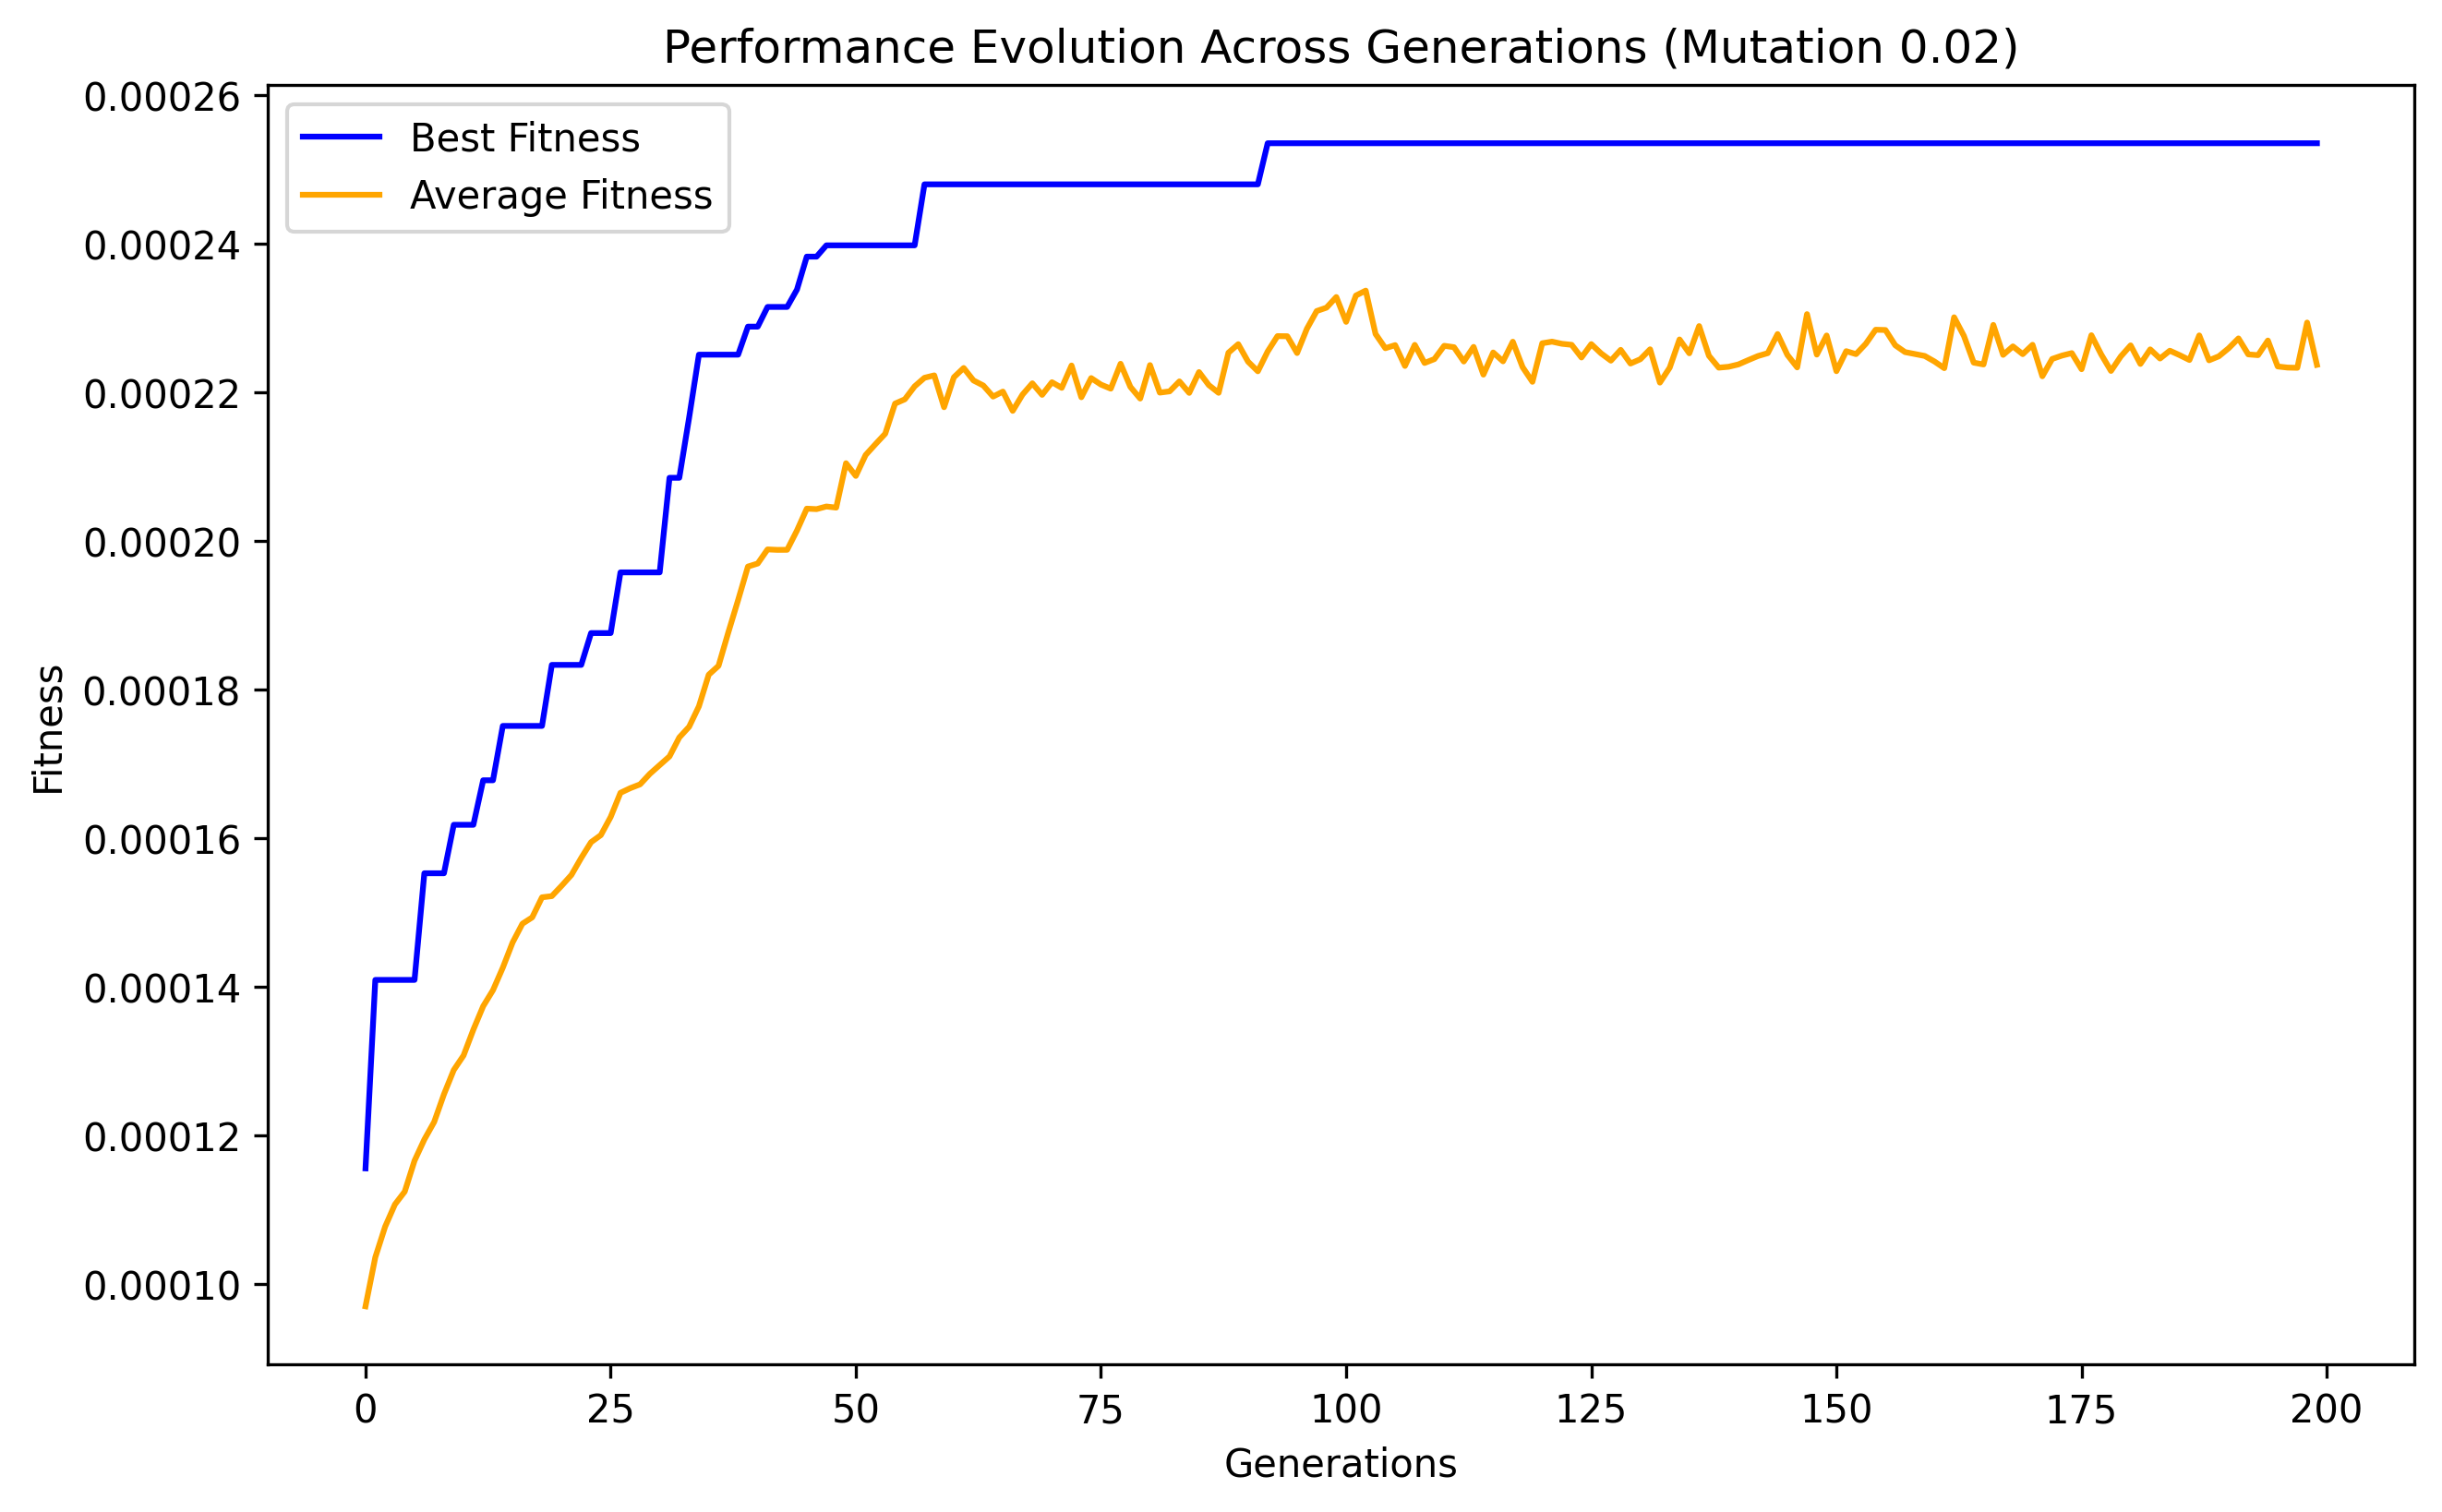 Performance Evolution Across Generations (Mutation 0.02)
Best Fitness
Average Fitness
0.00026
0.00024
0.00022
0.00020
0.00018
0.00016
0.00014
0.00012
0.00010
Fitness
0 25 50 75 100 125 150 175 200
Generations